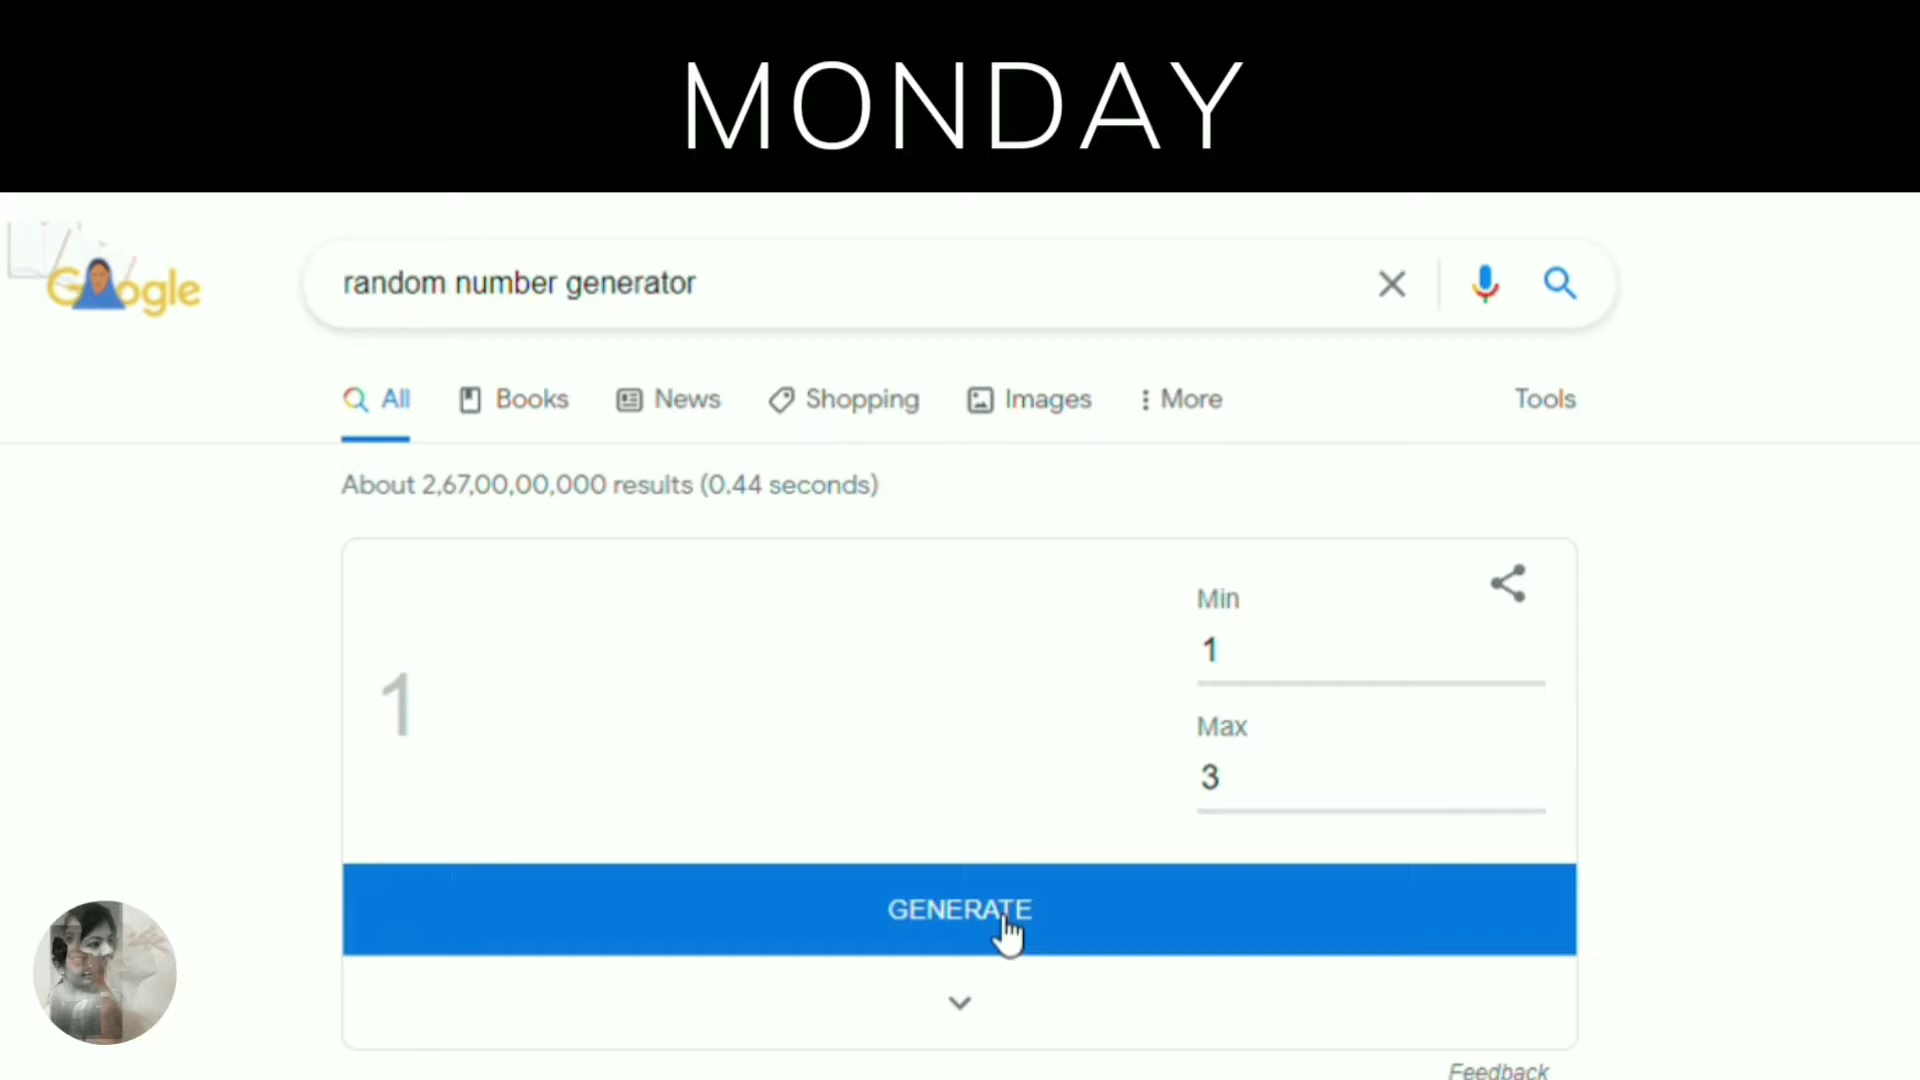 MONDAY
Google
random number generator
All Books News Shopping Images More Tools
About 2,67,00,00,000 results (0.44 seconds)
Min
1
1
Max
3
GENERATE
Feedback